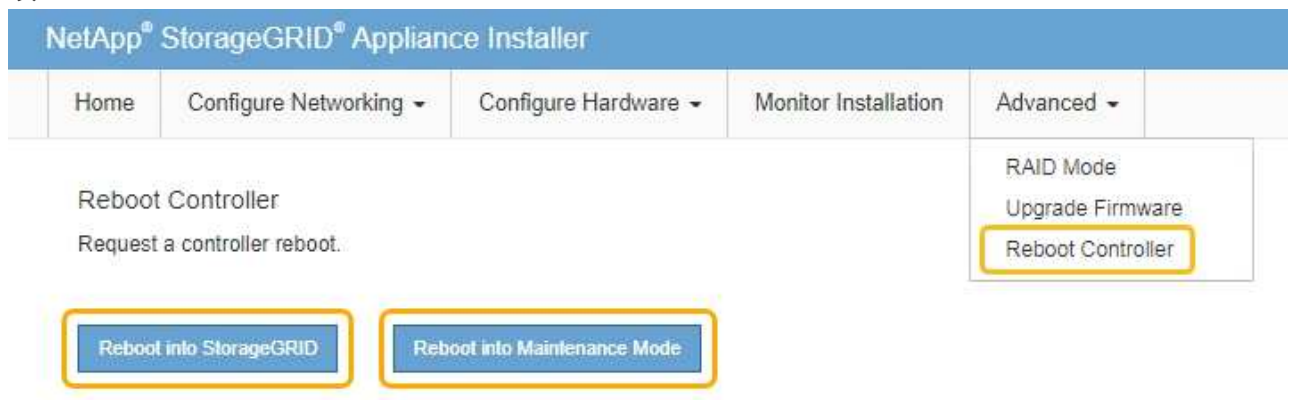 NetApp® StorageGRID® Appliance Installer
Home Configure Networking Configure Hardware Monitor Installation Advanced
RAID Mode
Upgrade Firmware
Reboot Controller
Reboot Controller
Request a controller reboot.
Reboot into StorageGRID Reboot into Maintenance Mode